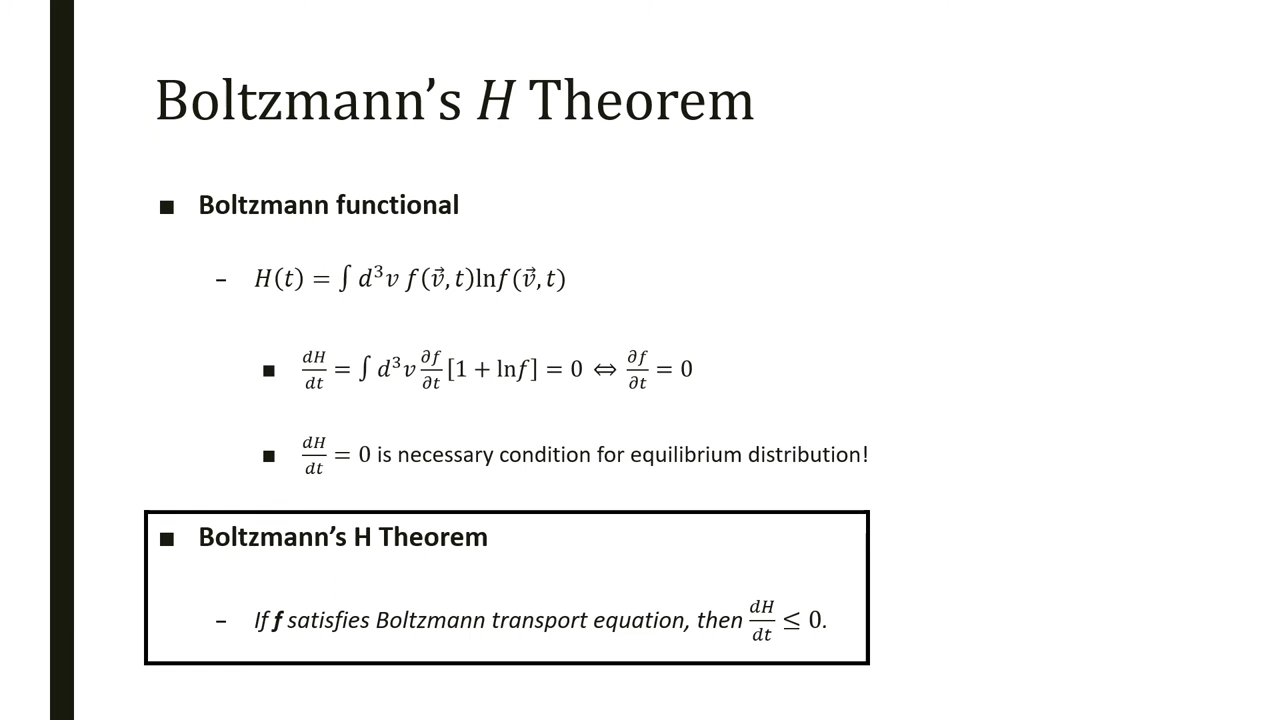 Boltzmann's H Theorem
■ Boltzmann functional
– H(t) = ∫ d³v f(v⃗, t)lnf(v⃗, t)
■ dH/dt = ∫ d³v ∂f/∂t [1 + lnf] = 0 ⇔ ∂f/∂t = 0
■ dH/dt = 0 is necessary condition for equilibrium distribution!
■ Boltzmann's H Theorem
– If f satisfies Boltzmann transport equation, then dH/dt ≤ 0.